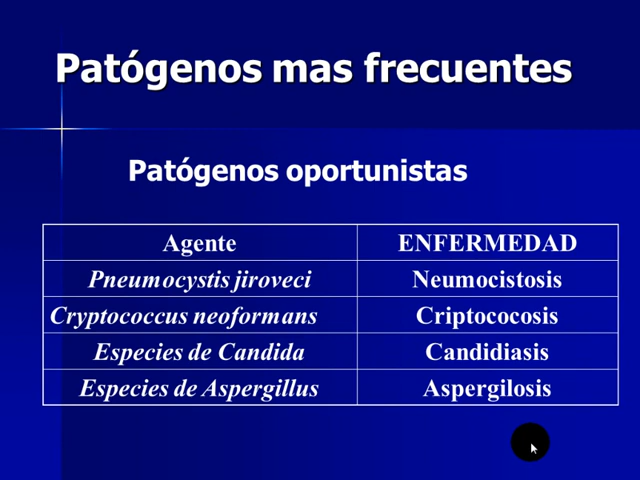 Patógenos mas frecuentes
Patógenos oportunistas
Agente ENFERMEDAD
Pneumocystis jiroveci Neumocistosis
Cryptococcus neoformans Criptococosis
Especies de Candida Candidiasis
Especies de Aspergillus Aspergilosis